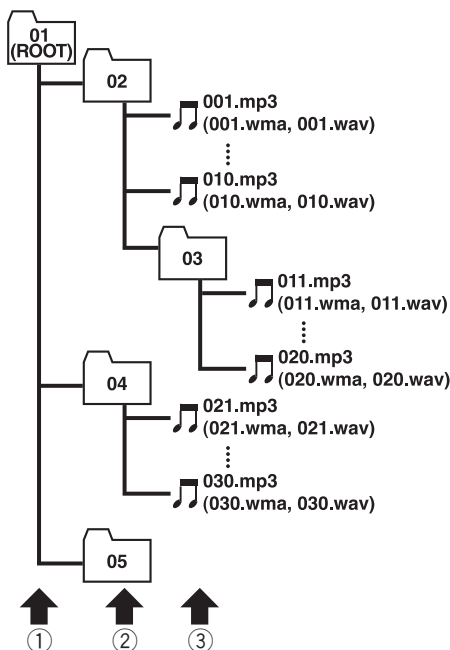 01
(ROOT)
02
001.mp3
(001.wma, 001.wav)
010.mp3
(010.wma, 010.wav)
03
011.mp3
(011.wma, 011.wav)
020.mp3
(020.wma, 020.wav)
04
021.mp3
(021.wma, 021.wav)
030.mp3
(030.wma, 030.wav)
05
① ② ③